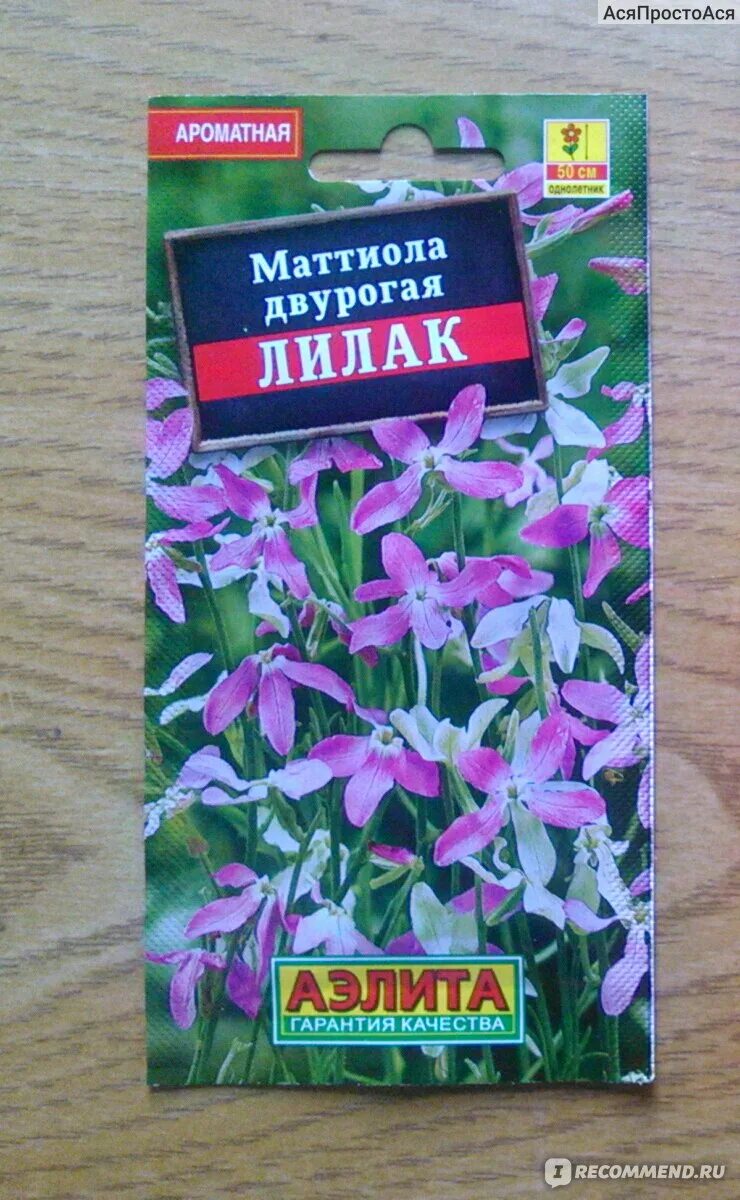 АсяПростоАся
АРОМАТНАЯ
50 см
однолетник
Маттиола
двурогая
ЛИЛАК
АЭЛИТА
ГАРАНТИЯ КАЧЕСТВА
I RECOMMEND.RU